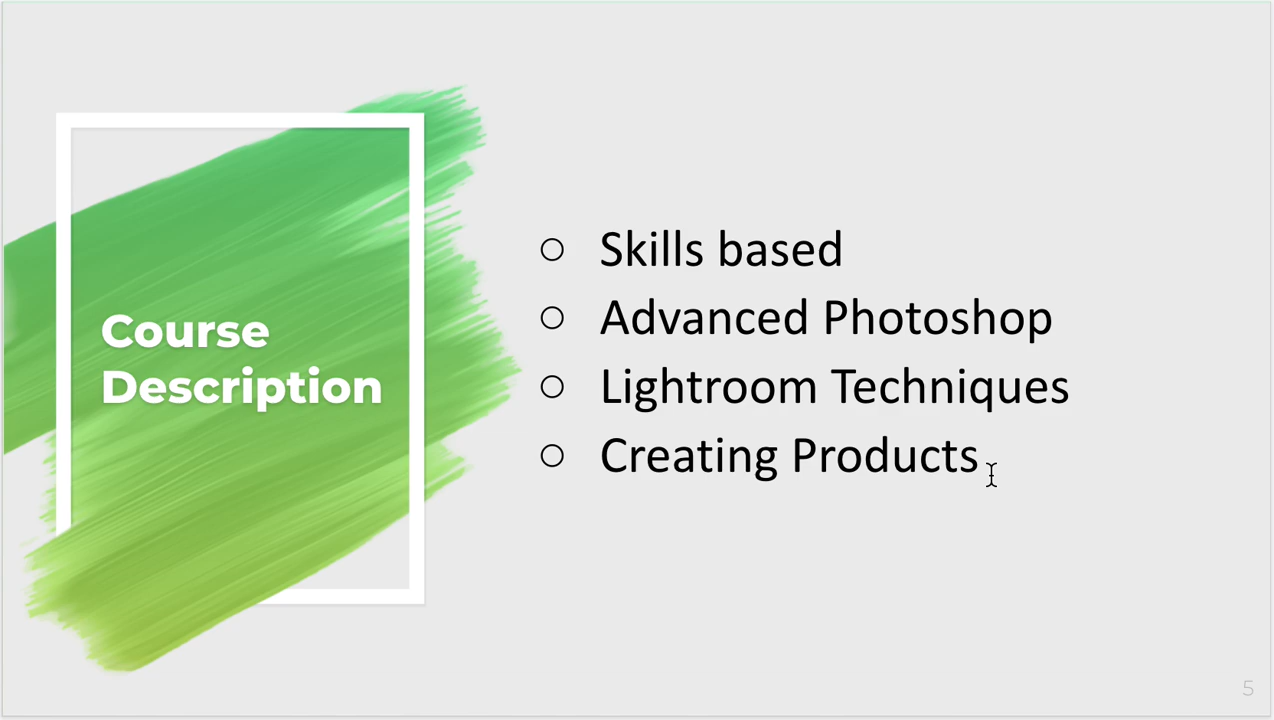 Course
Description
○ Skills based
○ Advanced Photoshop
○ Lightroom Techniques
○ Creating Products
5